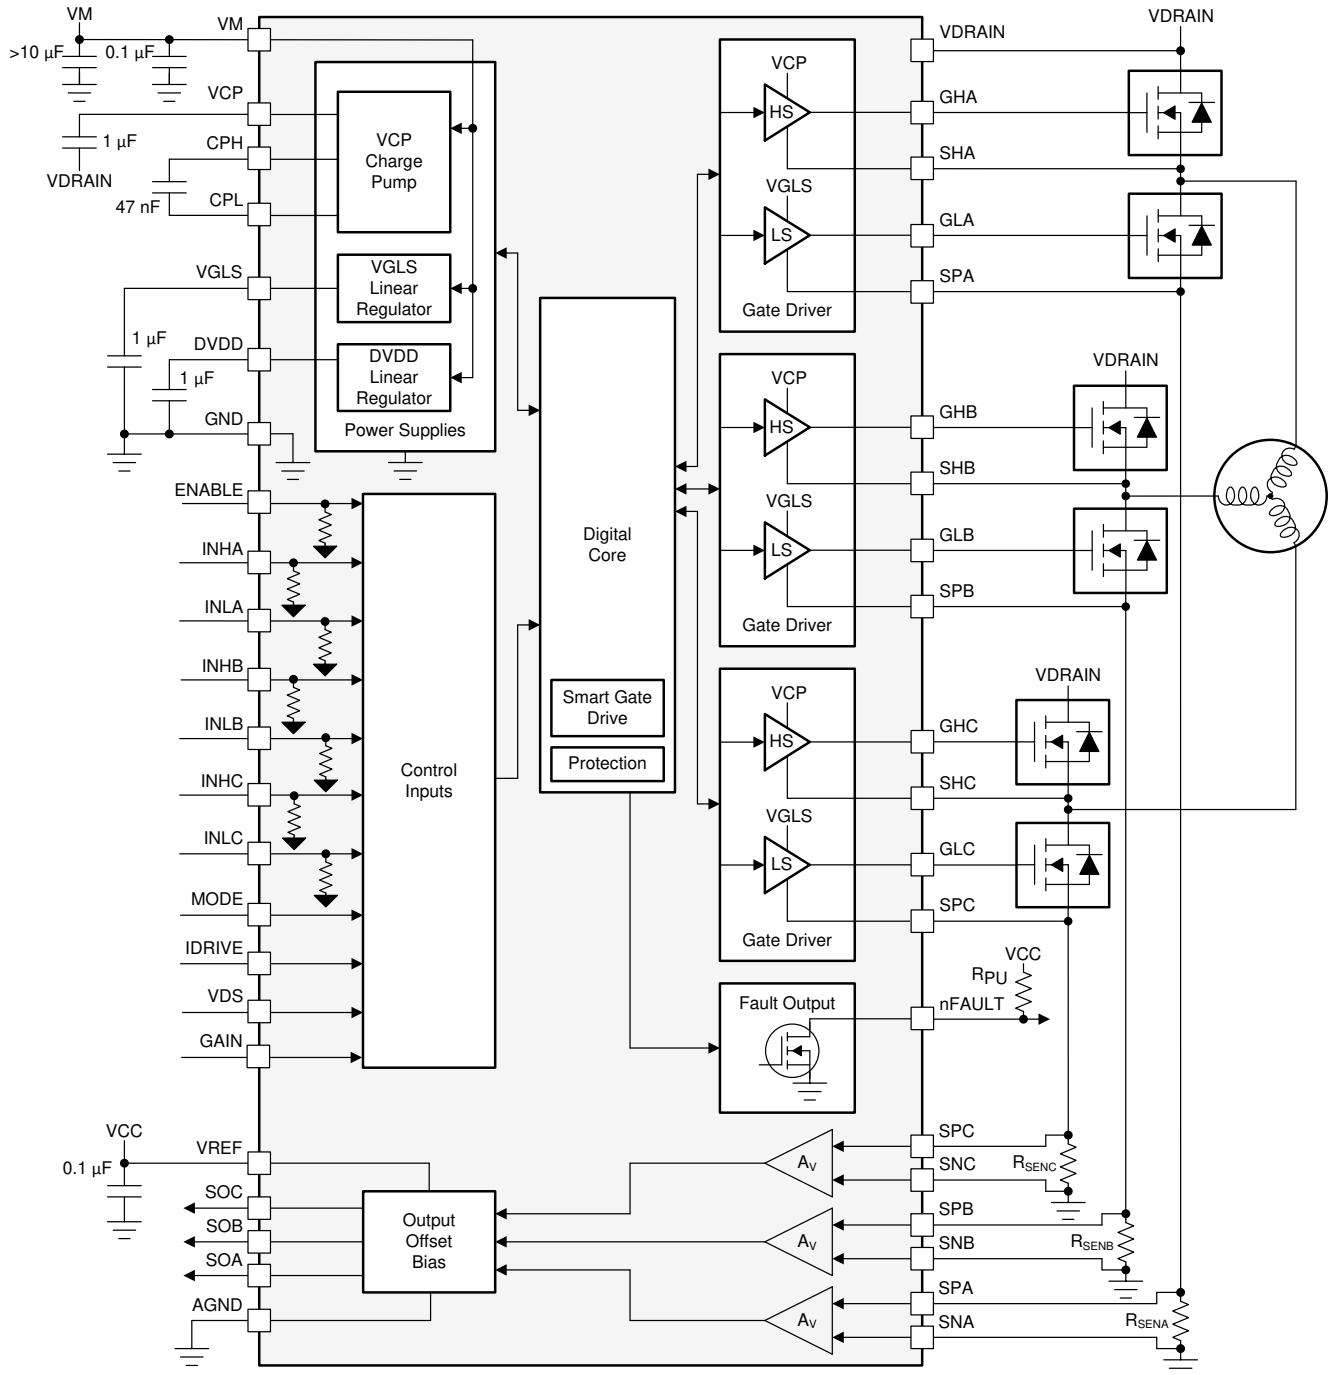 VM
>10 µF
0.1 µF
VM
VCP
1 µF
VDRAIN
CPH
47 nF
CPL
VGLS
1 µF
DVDD
1 µF
GND
VCP
Charge
Pump
VGLS
Linear
Regulator
DVDD
Linear
Regulator
Power Supplies
ENABLE
INHA
INLA
INHB
INLB
INHC
INLC
MODE
IDRIVE
VDS
GAIN
Control
Inputs
Digital
Core
Smart Gate
Drive
Protection
VCP
HS
VGLS
LS
Gate Driver
VCP
HS
VGLS
LS
Gate Driver
VCP
HS
VGLS
LS
Gate Driver
Fault Output
VDRAIN
GHA
SHA
GLA
SPA
VDRAIN
GHB
SHB
GLB
SPB
VDRAIN
GHC
SHC
GLC
SPC
VDRAIN
VCC
RPU
nFAULT
VCC
0.1 µF
VREF
SOC
SOB
SOA
AGND
Output
Offset
Bias
AV
AV
AV
SPC
SNC
RSENC
SPB
SNB
RSENB
SPA
SNA
RSENA